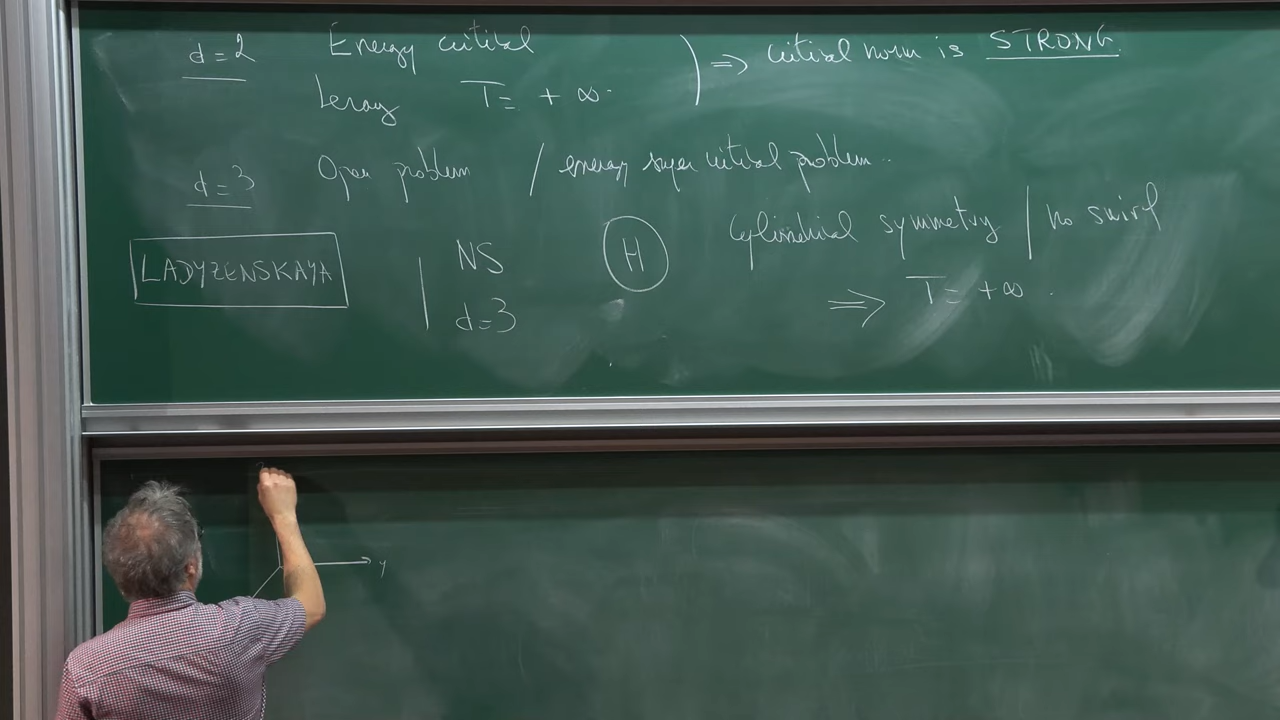 d=2 Energy critical ) ⇒ critical norm is STRONG.
Leray T= +∞.
d=3 Open problem / energy super critical problem..
LADYZENSKAYA | NS (H) Cylindrical symmetry / no swirl
d=3 ⇒ T= +∞.
y